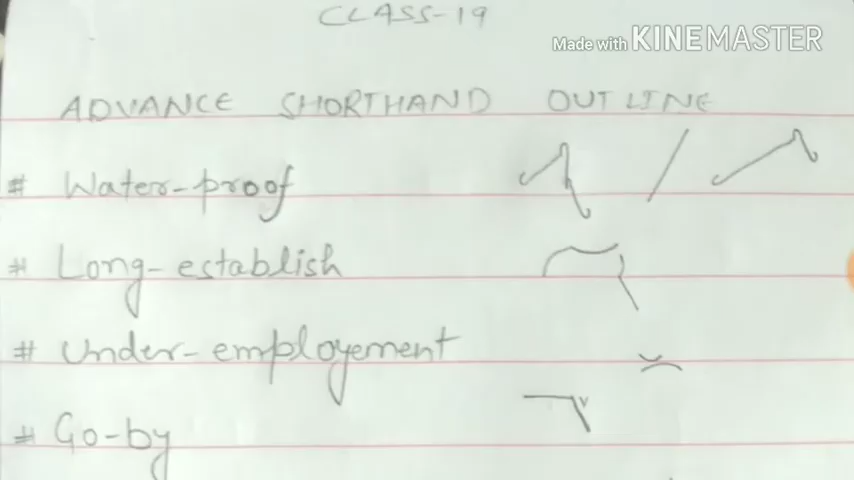 CLASS-19
Made with KINEMASTER
ADVANCE SHORTHAND OUTLINE
# Water-proof /
# Long-establish
# Under-employement
# Go-by